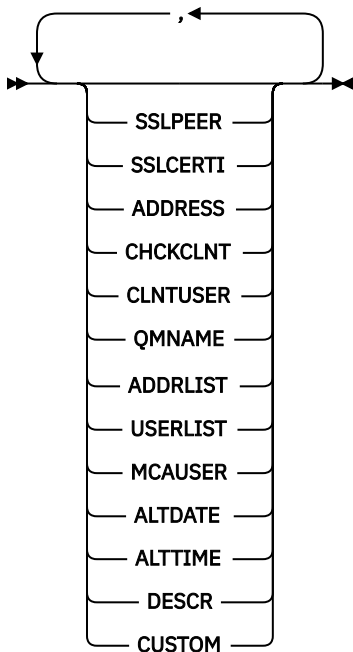 ,
SSLPEER
SSLCERTI
ADDRESS
CHCKCLNT
CLNTUSER
QMNAME
ADDRLIST
USERLIST
MCAUSER
ALTDATE
ALTTIME
DESCR
CUSTOM